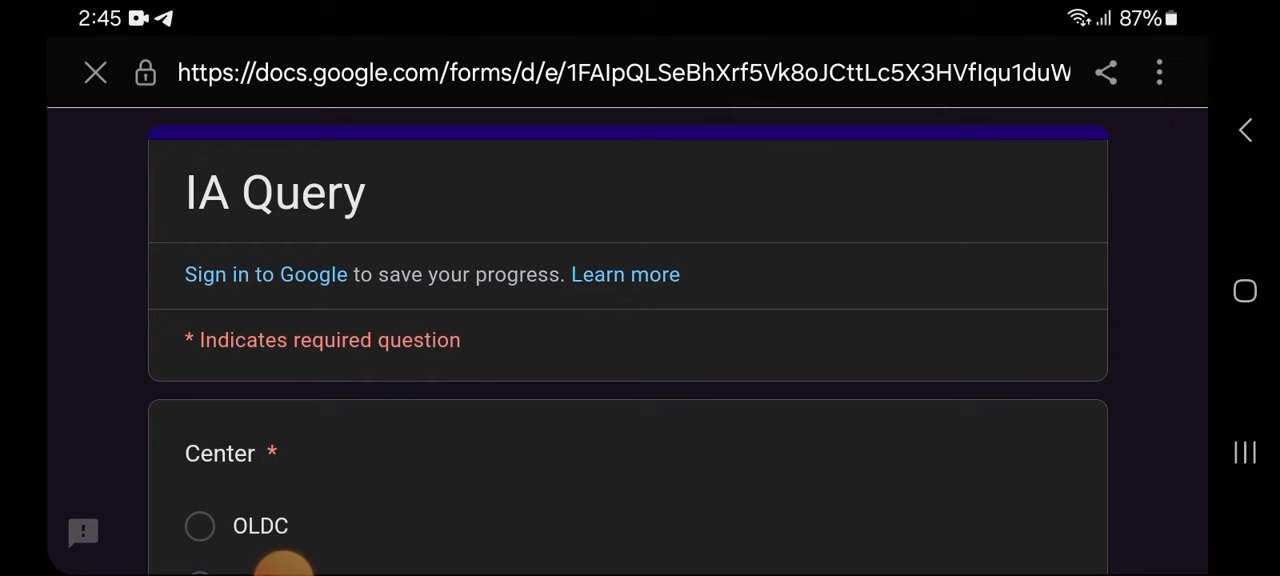 2:45 87%
https://docs.google.com/forms/d/e/1FAIpQLSeBhXrf5Vk8oJCttLc5X3HVfIqu1duW
IA Query
Sign in to Google to save your progress. Learn more
* Indicates required question
Center *
OLDC